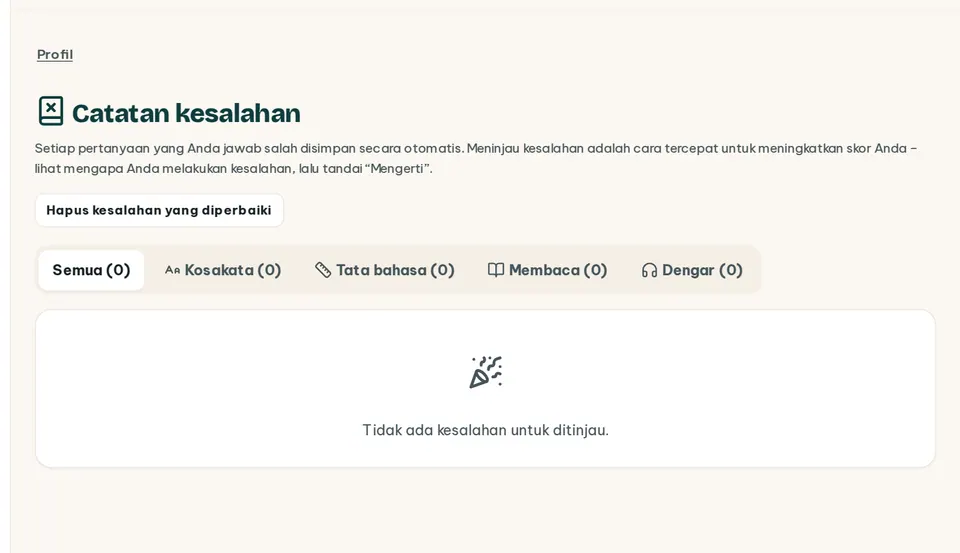 Profil
Catatan kesalahan
Setiap pertanyaan yang Anda jawab salah disimpan secara otomatis. Meninjau kesalahan adalah cara tercepat untuk meningkatkan skor Anda –
lihat mengapa Anda melakukan kesalahan, lalu tandai “Mengerti”.
Hapus kesalahan yang diperbaiki
Semua (0) Kosakata (0) Tata bahasa (0) Membaca (0) Dengar (0)
Tidak ada kesalahan untuk ditinjau.